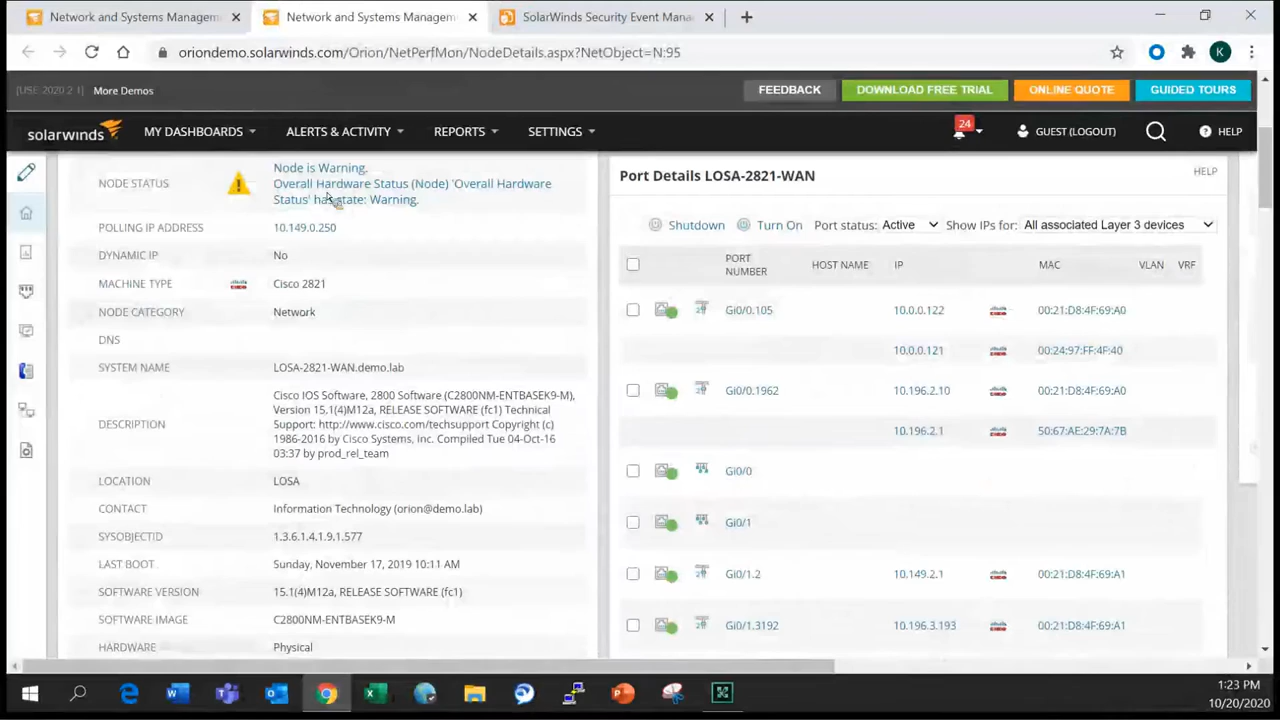 Network and Systems Managem
Network and Systems Managem
SolarWinds Security Event Mana
oriondemo.solarwinds.com/Orion/NetPerfMon/NodeDetails.aspx?NetObject=N:95
K
More Demos
FEEDBACK
DOWNLOAD FREE TRIAL
ONLINE QUOTE
GUIDED TOURS
solarwinds
MY DASHBOARDS
ALERTS & ACTIVITY
REPORTS
SETTINGS
24
GUEST (LOGOUT)
HELP
NODE STATUS
Node is Warning.
Overall Hardware Status (Node) 'Overall Hardware
Status' has state: Warning.
POLLING IP ADDRESS 10.149.0.250
DYNAMIC IP No
MACHINE TYPE Cisco 2821
NODE CATEGORY Network
DNS
SYSTEM NAME LOSA-2821-WAN.demo.lab
DESCRIPTION
Cisco IOS Software, 2800 Software (C2800NM-ENTBASEK9-M),
Version 15.1(4)M12a, RELEASE SOFTWARE (fc1) Technical
Support: http://www.cisco.com/techsupport Copyright (c)
1986-2016 by Cisco Systems, Inc. Compiled Tue 04-Oct-16
03:37 by prod_rel_team
LOCATION LOSA
CONTACT Information Technology (orion@demo.lab)
SYSOBJECTID 1.3.6.1.4.1.9.1.577
LAST BOOT Sunday, November 17, 2019 10:11 AM
SOFTWARE VERSION 15.1(4)M12a, RELEASE SOFTWARE (fc1)
SOFTWARE IMAGE C2800NM-ENTBASEK9-M
HARDWARE Physical
Port Details LOSA-2821-WAN
HELP
Shutdown Turn On Port status: Active Show IPs for: All associated Layer 3 devices
PORT
NUMBER HOST NAME IP MAC VLAN VRF
Gi0/0.105 10.0.0.122 00:21:D8:4F:69:A0
10.0.0.121 00:24:97:FF:4F:40
Gi0/0.1962 10.196.2.10 00:21:D8:4F:69:A0
10.196.2.1 50:67:AE:29:7A:7B
Gi0/0
Gi0/1
Gi0/1.2 10.149.2.1 00:21:D8:4F:69:A1
Gi0/1.3192 10.196.3.193 00:21:D8:4F:69:A1
1:23 PM
10/20/2020